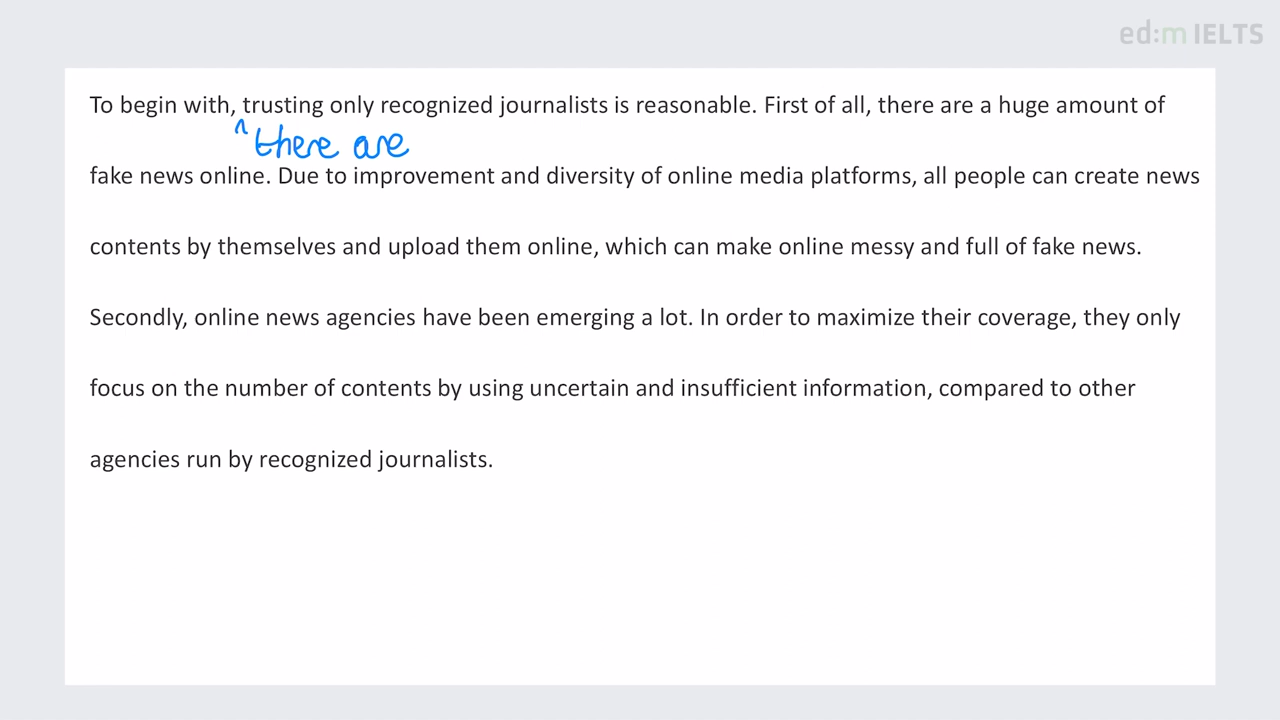 ed:m IELTS
To begin with, trusting only recognized journalists is reasonable. First of all, there are a huge amount of
^ there are
fake news online. Due to improvement and diversity of online media platforms, all people can create news
contents by themselves and upload them online, which can make online messy and full of fake news.
Secondly, online news agencies have been emerging a lot. In order to maximize their coverage, they only
focus on the number of contents by using uncertain and insufficient information, compared to other
agencies run by recognized journalists.